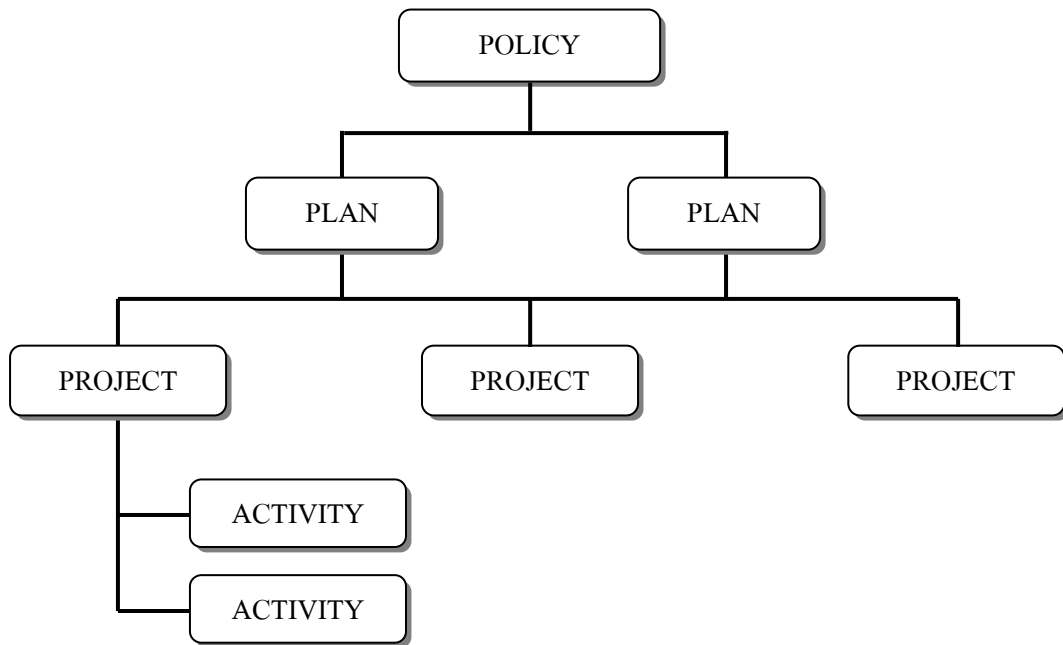 POLICY
PLAN
PLAN
PROJECT
PROJECT
PROJECT
ACTIVITY
ACTIVITY